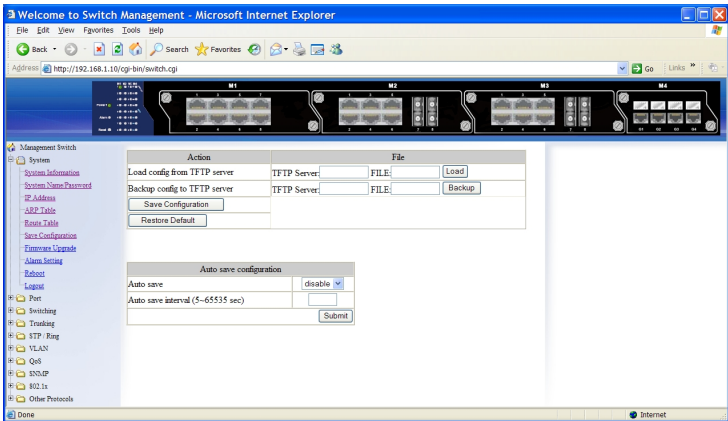 Welcome to Switch Management - Microsoft Internet Explorer
File Edit View Favorites Tools Help
Back Search Favorites
Address http://192.168.1.10/cgi-bin/switch.cgi Go Links »
M1 M2 M3 M4
Management Switch
System
System Information
System Name/Password
IP Address
ARP Table
Route Table
Save Configuration
Firmware Upgrade
Alarm Setting
Reboot
Logout
Port
Switching
Trunking
STP / Ring
VLAN
QoS
SNMP
802.1x
Other Protocols
Action File
Load config from TFTP server TFTP Server: FILE: Load
Backup config to TFTP server TFTP Server: FILE: Backup
Save Configuration
Restore Default
Auto save configuration
Auto save disable
Auto save interval (5~65535 sec)
Submit
Done Internet